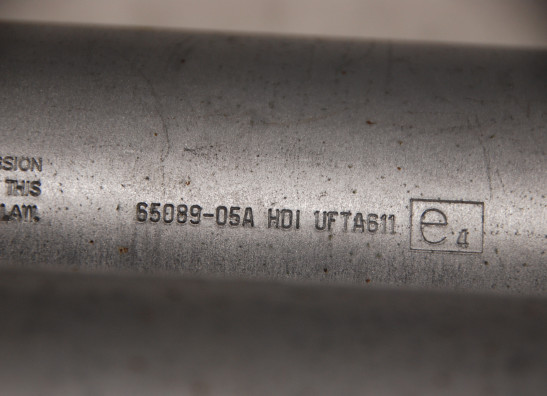 SSION
THIS
LAW.
65089-05A HDI UFTA611 e4